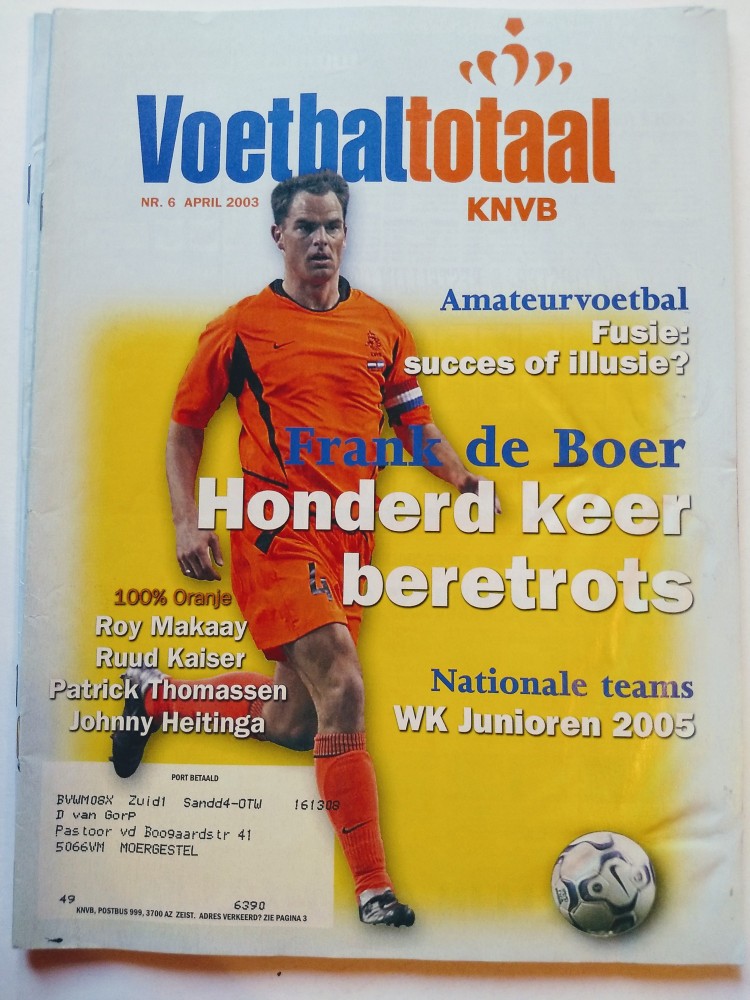 Voetbaltotaal
NR. 6 APRIL 2003
KNVB
Amateurvoetbal
Fusie:
succes of illusie?
Frank de Boer
Honderd keer
beretrots
4
100% Oranje
Roy Makaay
Ruud Kaiser
Patrick Thomassen
Johnny Heitinga
Nationale teams
WK Junioren 2005
PORT BETAALD
BVWM08X Zuid1 Sandd4-OTW 161308
D van Gorp
Pastoor vd Boogaardstr 41
5066VM MOERGESTEL
49 6390
KNVB, POSTBUS 999, 3700 AZ ZEIST. ADRES VERKEERD? ZIE PAGINA 3